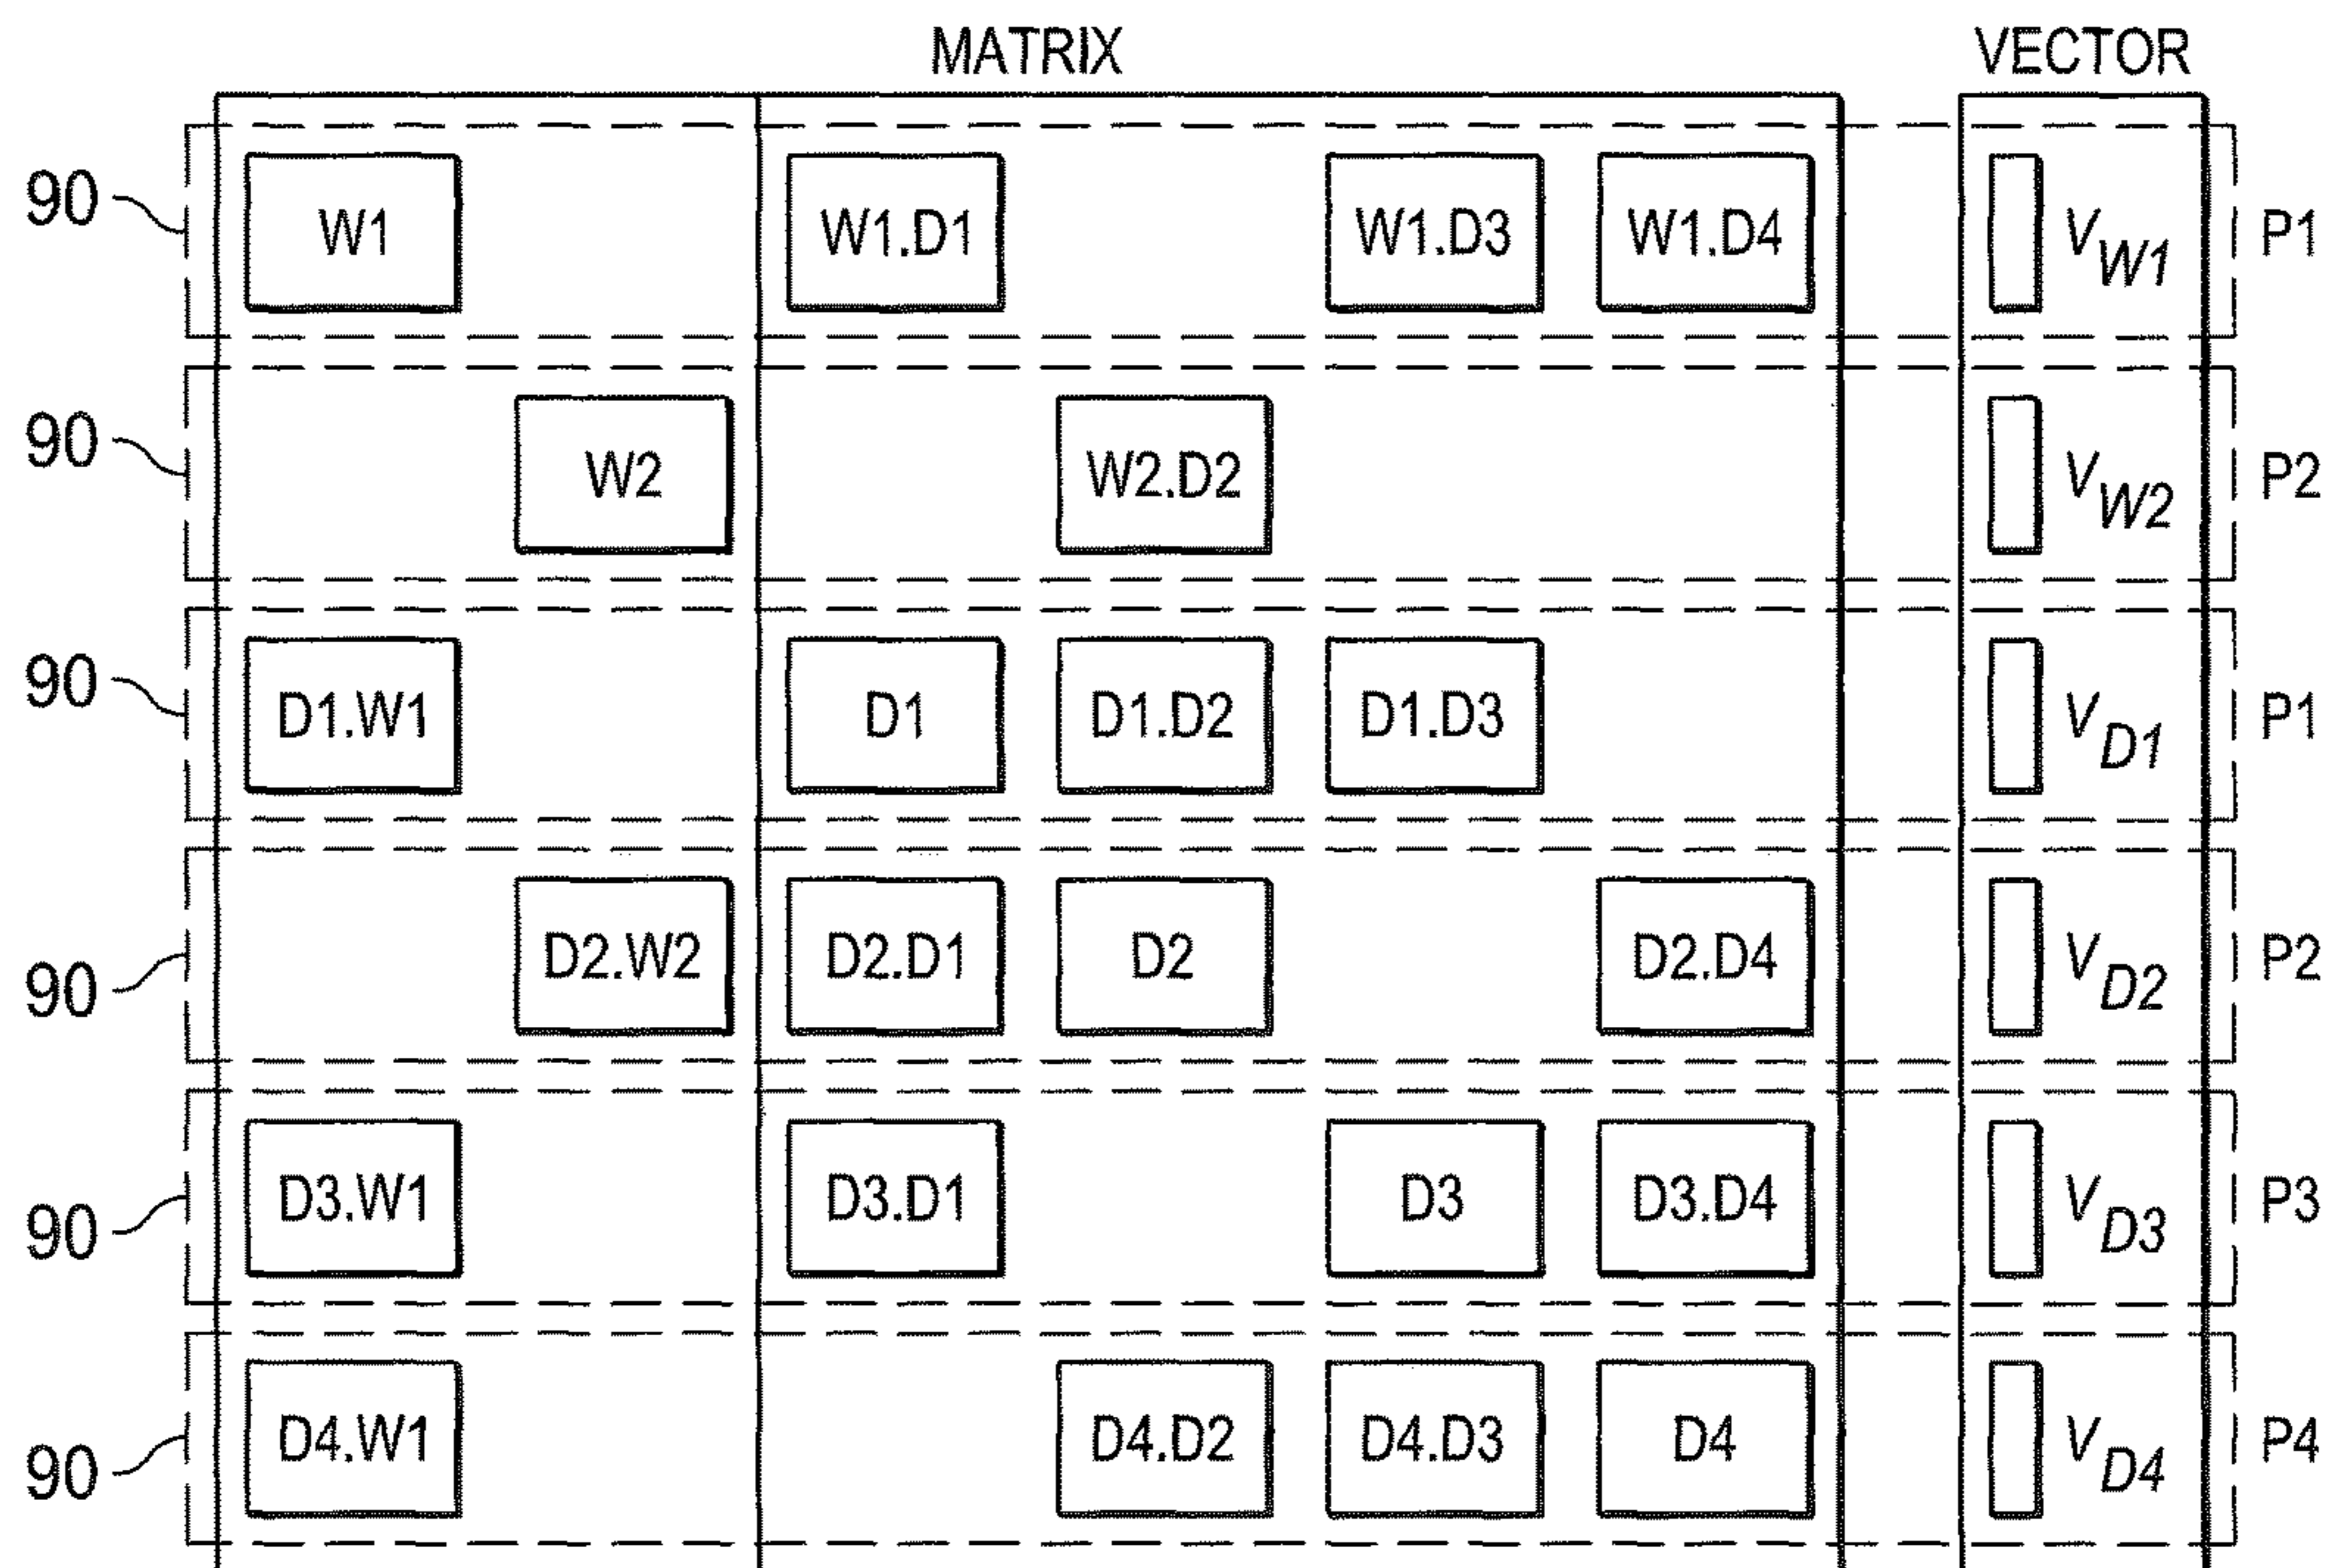 MATRIX VECTOR
90 W1 W1.D1 W1.D3 W1.D4 VW1 P1
90 W2 W2.D2 VW2 P2
90 D1.W1 D1 D1.D2 D1.D3 VD1 P1
90 D2.W2 D2.D1 D2 D2.D4 VD2 P2
90 D3.W1 D3.D1 D3 D3.D4 VD3 P3
90 D4.W1 D4.D2 D4.D3 D4 VD4 P4